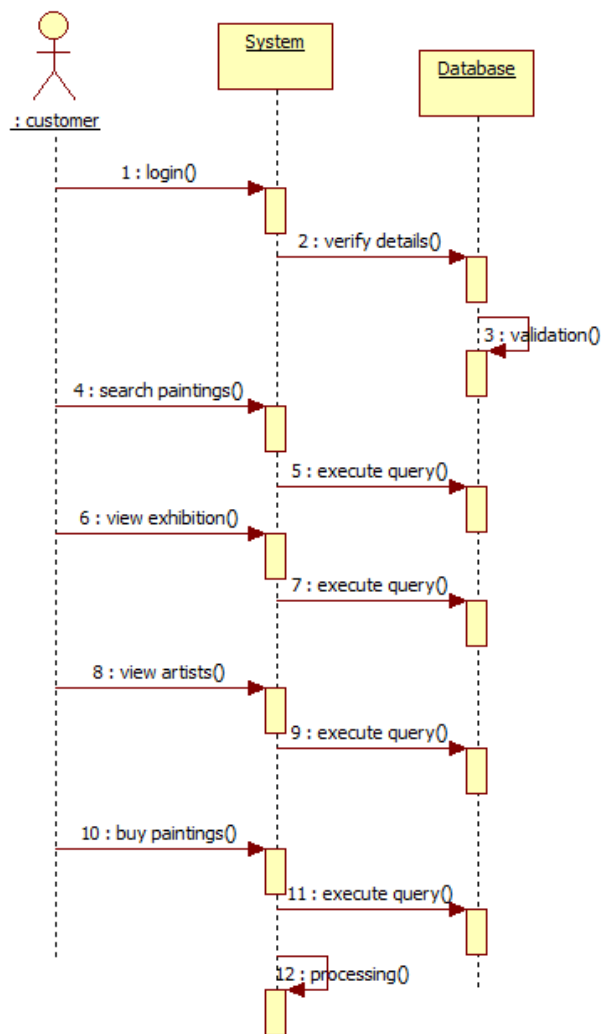 System
Database
: customer
1 : login()
2 : verify details()
3 : validation()
4 : search paintings()
5 : execute query()
6 : view exhibition()
7 : execute query()
8 : view artists()
9 : execute query()
10 : buy paintings()
11 : execute query()
12 : processing()